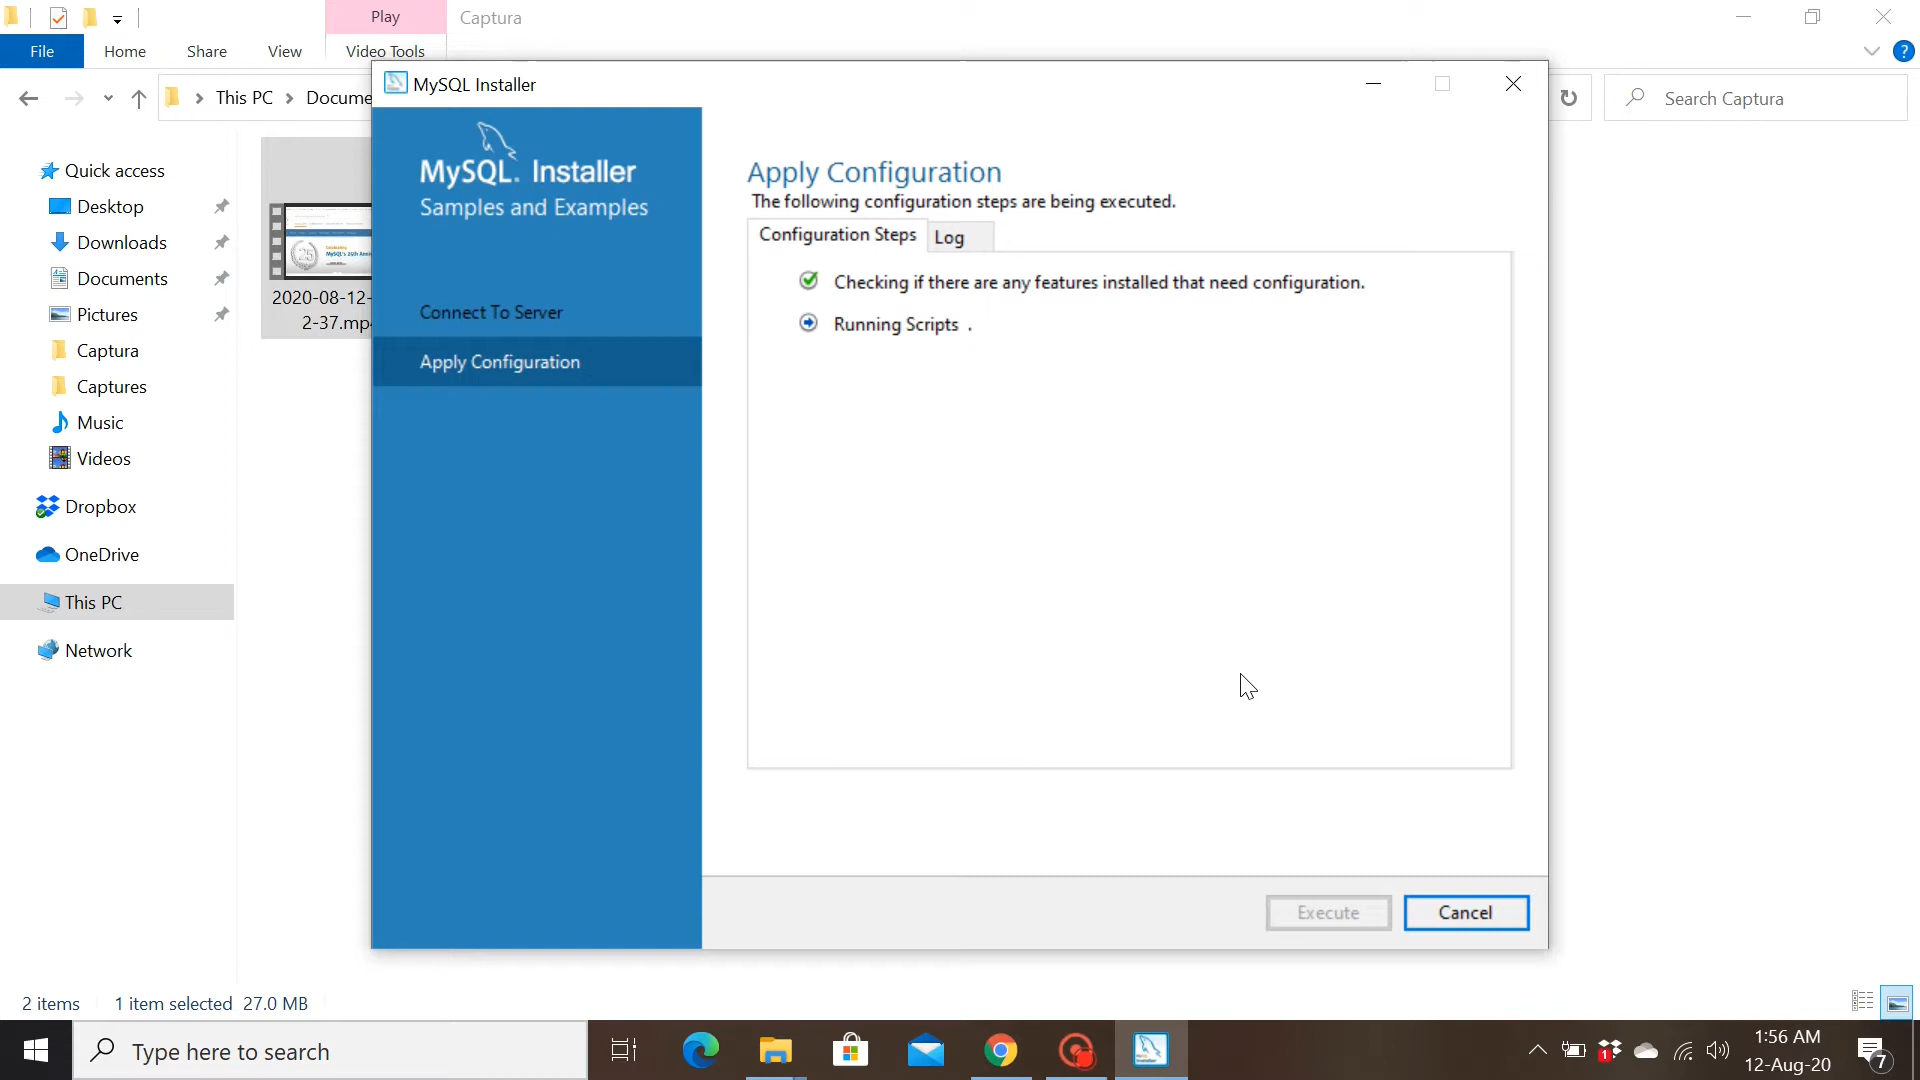 Play
Captura
File
Home
Share
View
Video Tools
This PC
Docume
Search Captura
Quick access
Desktop
Downloads
Documents
Pictures
Captura
Captures
Music
Videos
Dropbox
OneDrive
This PC
Network
2020-08-12-
2-37.mp4
MySQL Installer
MySQL. Installer
Samples and Examples
Connect To Server
Apply Configuration
Apply Configuration
The following configuration steps are being executed.
Configuration Steps
Log
Checking if there are any features installed that need configuration.
Running Scripts .
Execute
Cancel
2 items
1 item selected 27.0 MB
Type here to search
1
1:56 AM
12-Aug-20
7